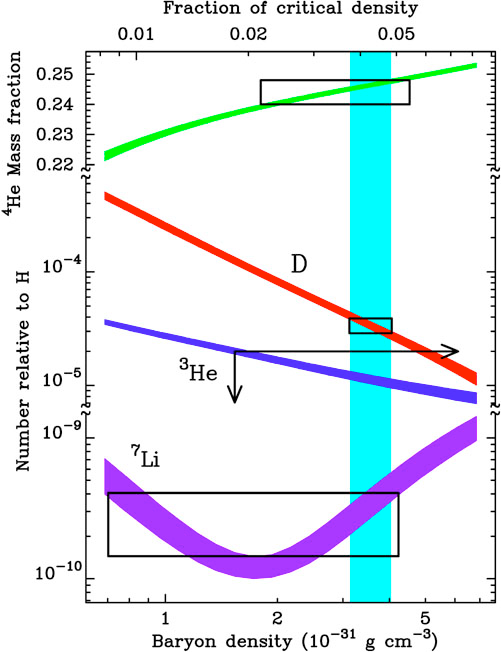 Fraction of critical density
0.01 0.02 0.05
0.25
0.24
0.23
0.22
⁴He Mass fraction
D
10⁻⁴
³He
10⁻⁵
Number relative to H
10⁻⁹
⁷Li
10⁻¹⁰
1 2 5
Baryon density (10⁻³¹ g cm⁻³)